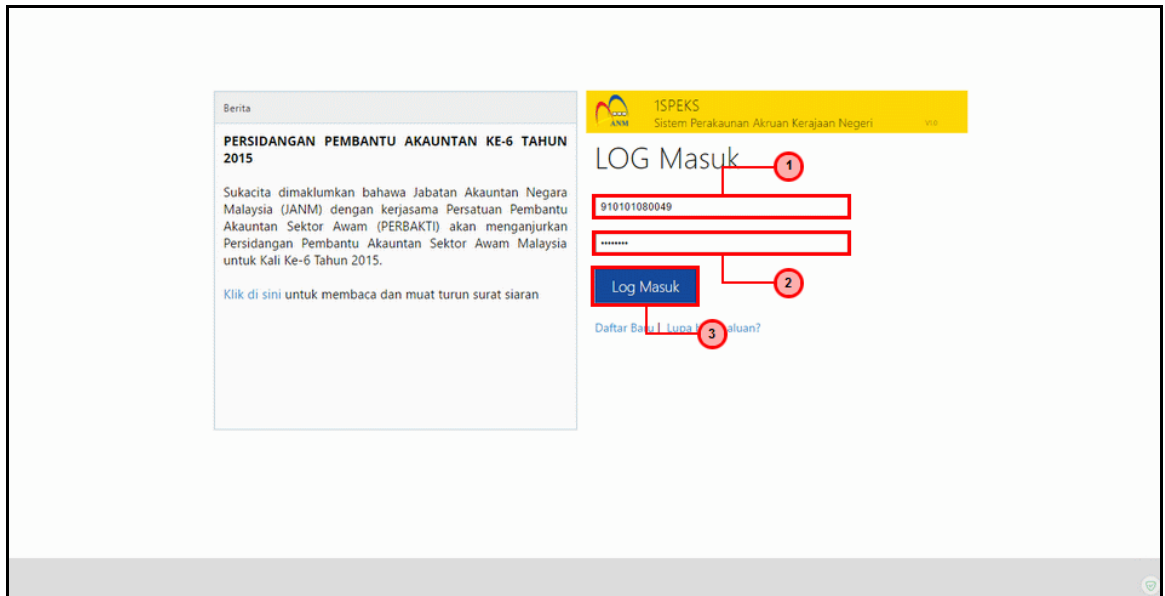 Berita
PERSIDANGAN PEMBANTU AKAUNTAN KE-6 TAHUN
2015
Sukacita dimaklumkan bahawa Jabatan Akauntan Negara
Malaysia (JANM) dengan kerjasama Persatuan Pembantu
Akauntan Sektor Awam (PERBAKTI) akan menganjurkan
Persidangan Pembantu Akauntan Sektor Awam Malaysia
untuk Kali Ke-6 Tahun 2015.
Klik di sini untuk membaca dan muat turun surat siaran
ANM
1SPEKS
Sistem Perakaunan Akruan Kerajaan Negeri
LOG Masuk
1
910101080049
••••••••
2
Log Masuk
3
Daftar Baru | Lupa aluan?